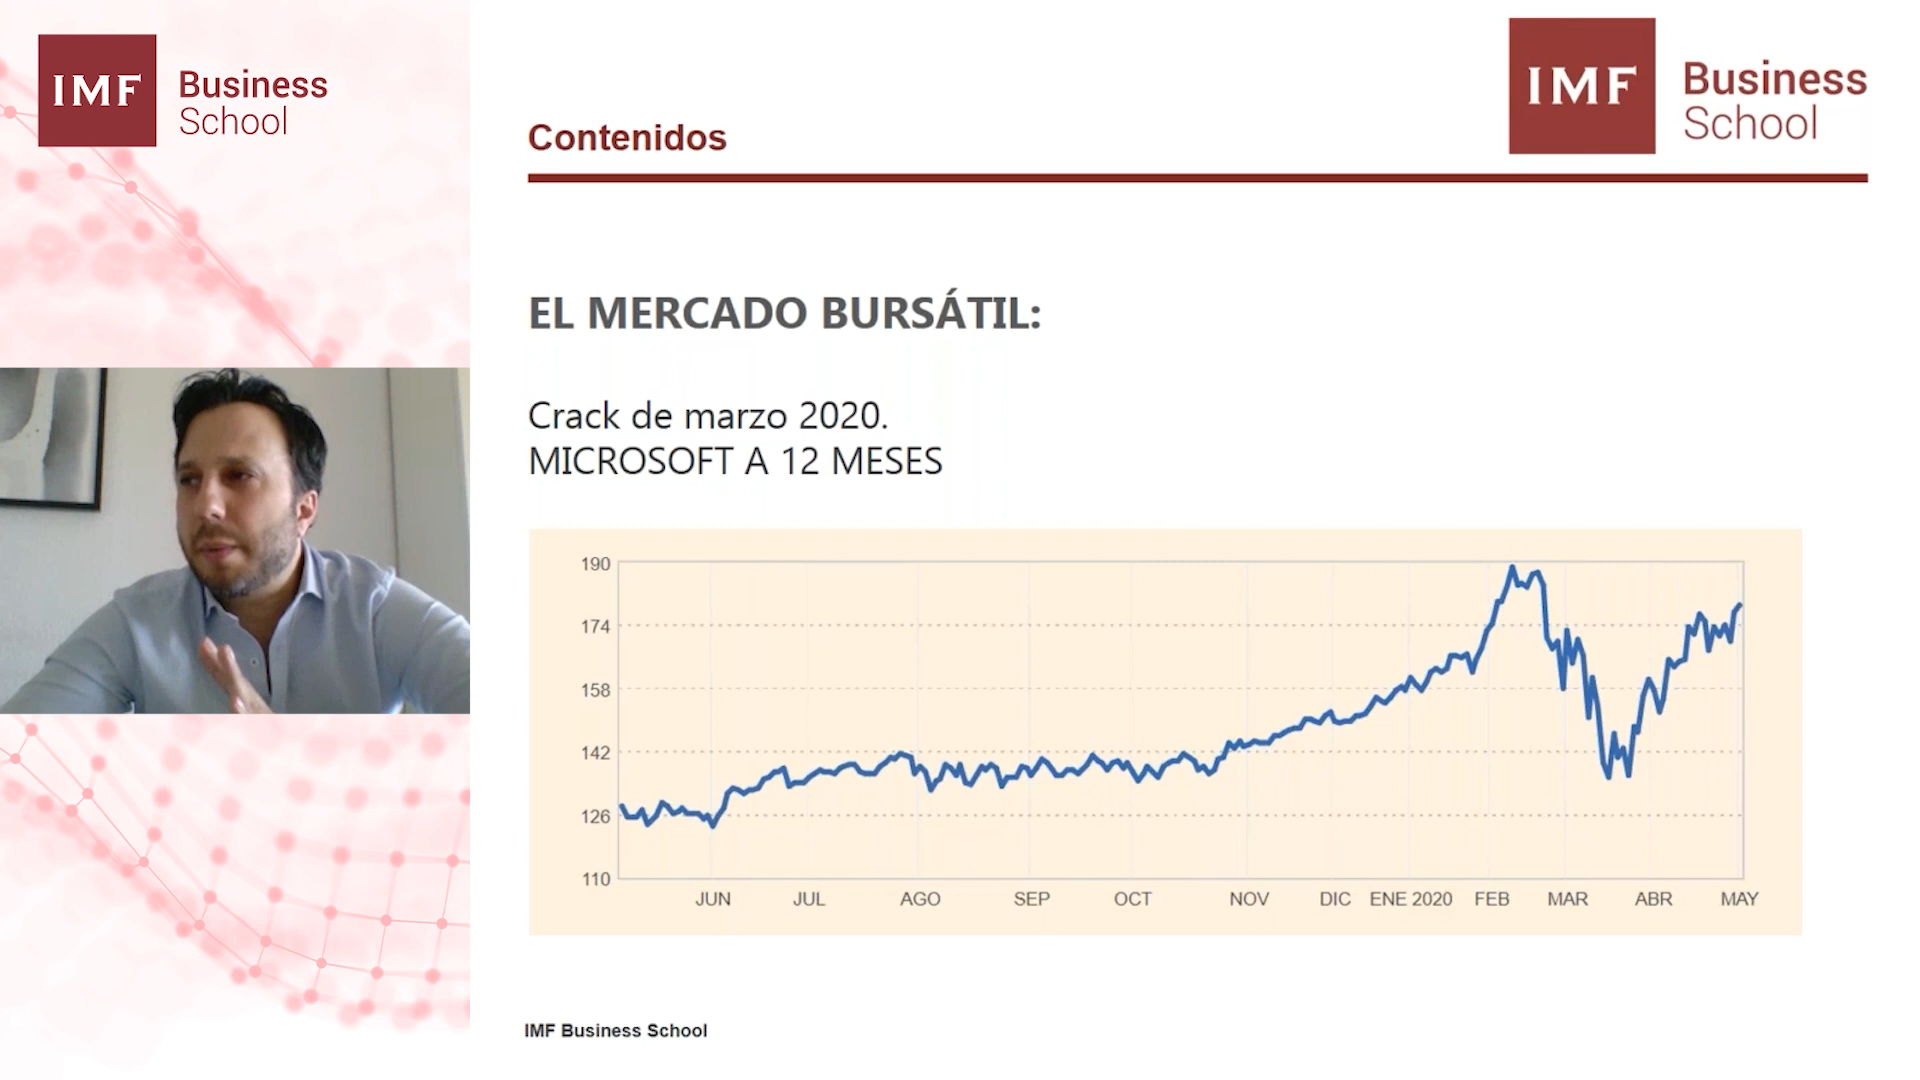 IMF Business
School
IMF Business
School
Contenidos
EL MERCADO BURSÁTIL:
Crack de marzo 2020.
MICROSOFT A 12 MESES
190
174
158
142
126
110
JUN JUL AGO SEP OCT NOV DIC ENE 2020 FEB MAR ABR MAY
IMF Business School